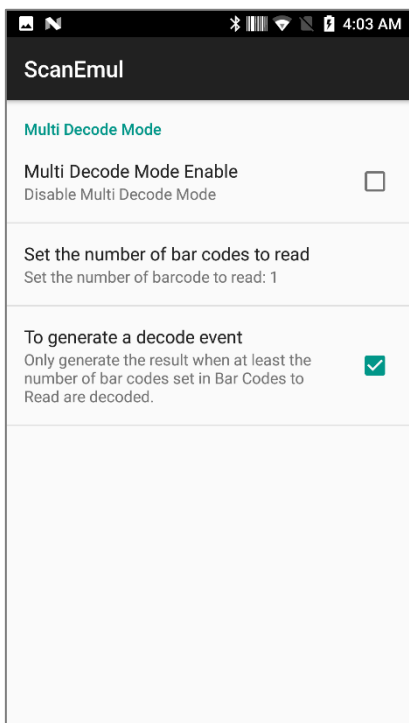 4:03 AM
ScanEmul
Multi Decode Mode
Multi Decode Mode Enable
Disable Multi Decode Mode
Set the number of bar codes to read
Set the number of barcode to read: 1
To generate a decode event
Only generate the result when at least the
number of bar codes set in Bar Codes to
Read are decoded.